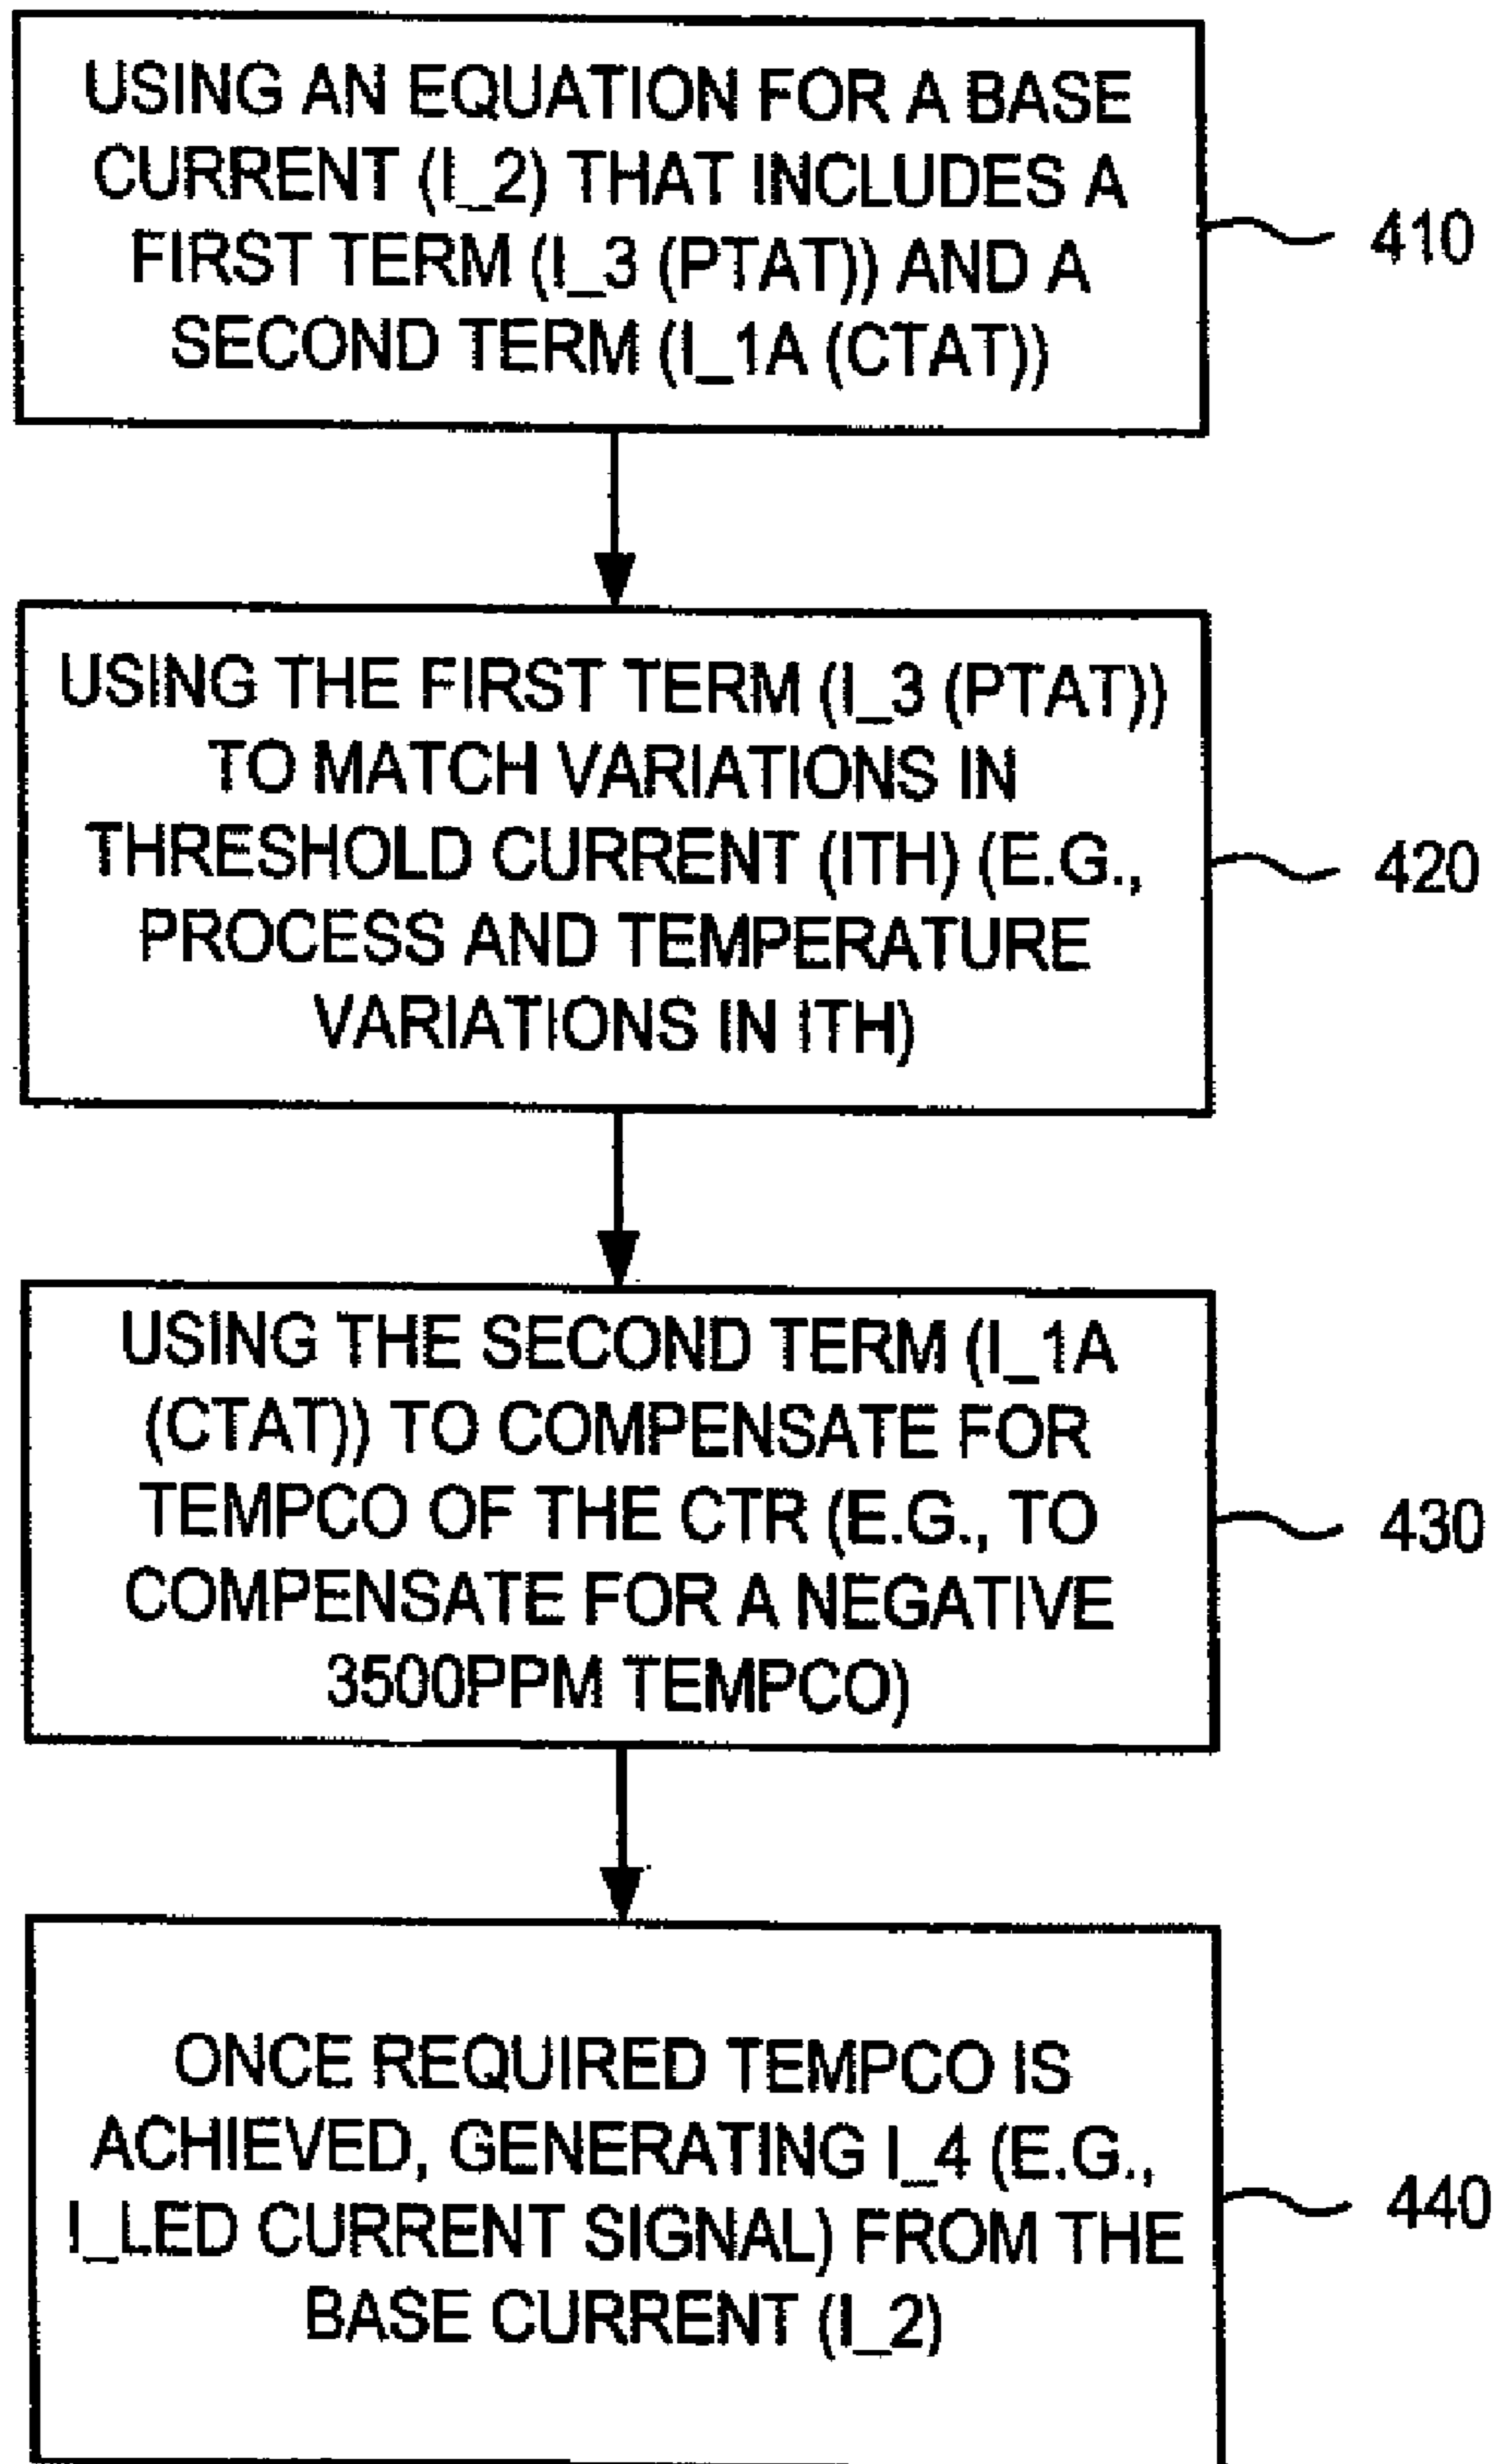 USING AN EQUATION FOR A BASE
CURRENT (I_2) THAT INCLUDES A
FIRST TERM (I_3 (PTAT)) AND A
SECOND TERM (I_1A (CTAT))
410
USING THE FIRST TERM (I_3 (PTAT))
TO MATCH VARIATIONS IN
THRESHOLD CURRENT (ITH) (E.G.,
PROCESS AND TEMPERATURE
VARIATIONS IN ITH)
420
USING THE SECOND TERM (I_1A
(CTAT)) TO COMPENSATE FOR
TEMPCO OF THE CTR (E.G., TO
COMPENSATE FOR A NEGATIVE
3500PPM TEMPCO)
430
ONCE REQUIRED TEMPCO IS
ACHIEVED, GENERATING I_4 (E.G.,
I_LED CURRENT SIGNAL) FROM THE
BASE CURRENT (I_2)
440